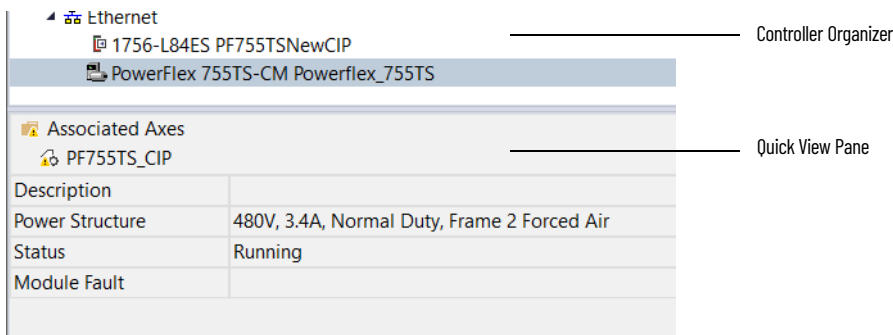 Ethernet
1756-L84ES PF755TSNewCIP
PowerFlex 755TS-CM Powerflex_755TS
Controller Organizer
Associated Axes
PF755TS_CIP
Quick View Pane
Description
Power Structure 480V, 3.4A, Normal Duty, Frame 2 Forced Air
Status Running
Module Fault